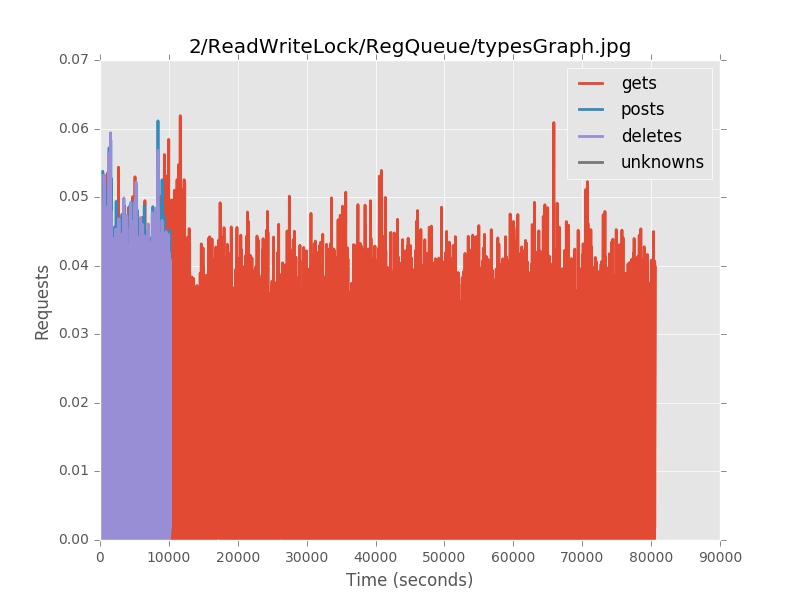 2/ReadWriteLock/RegQueue/typesGraph.jpg
0.07
0.06
0.05
0.04
0.03
0.02
0.01
0.00
Requests
gets
posts
deletes
unknowns
0 10000 20000 30000 40000 50000 60000 70000 80000 90000
Time (seconds)